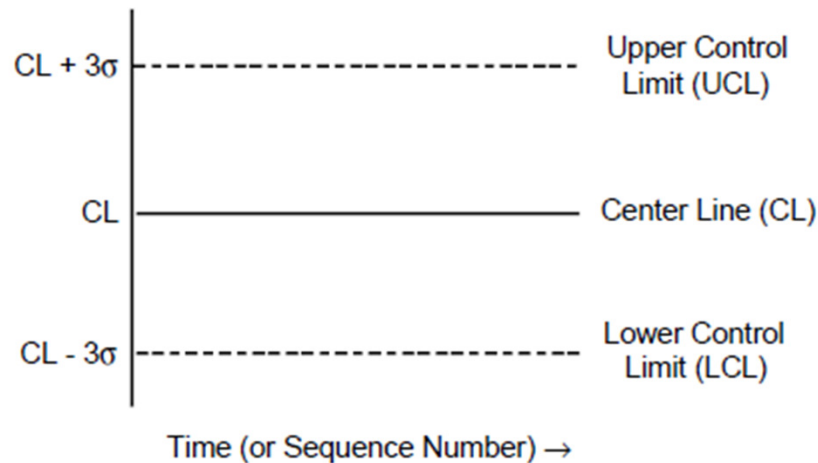 CL + 3σ
Upper Control
Limit (UCL)
CL
Center Line (CL)
CL - 3σ
Lower Control
Limit (LCL)
Time (or Sequence Number) →